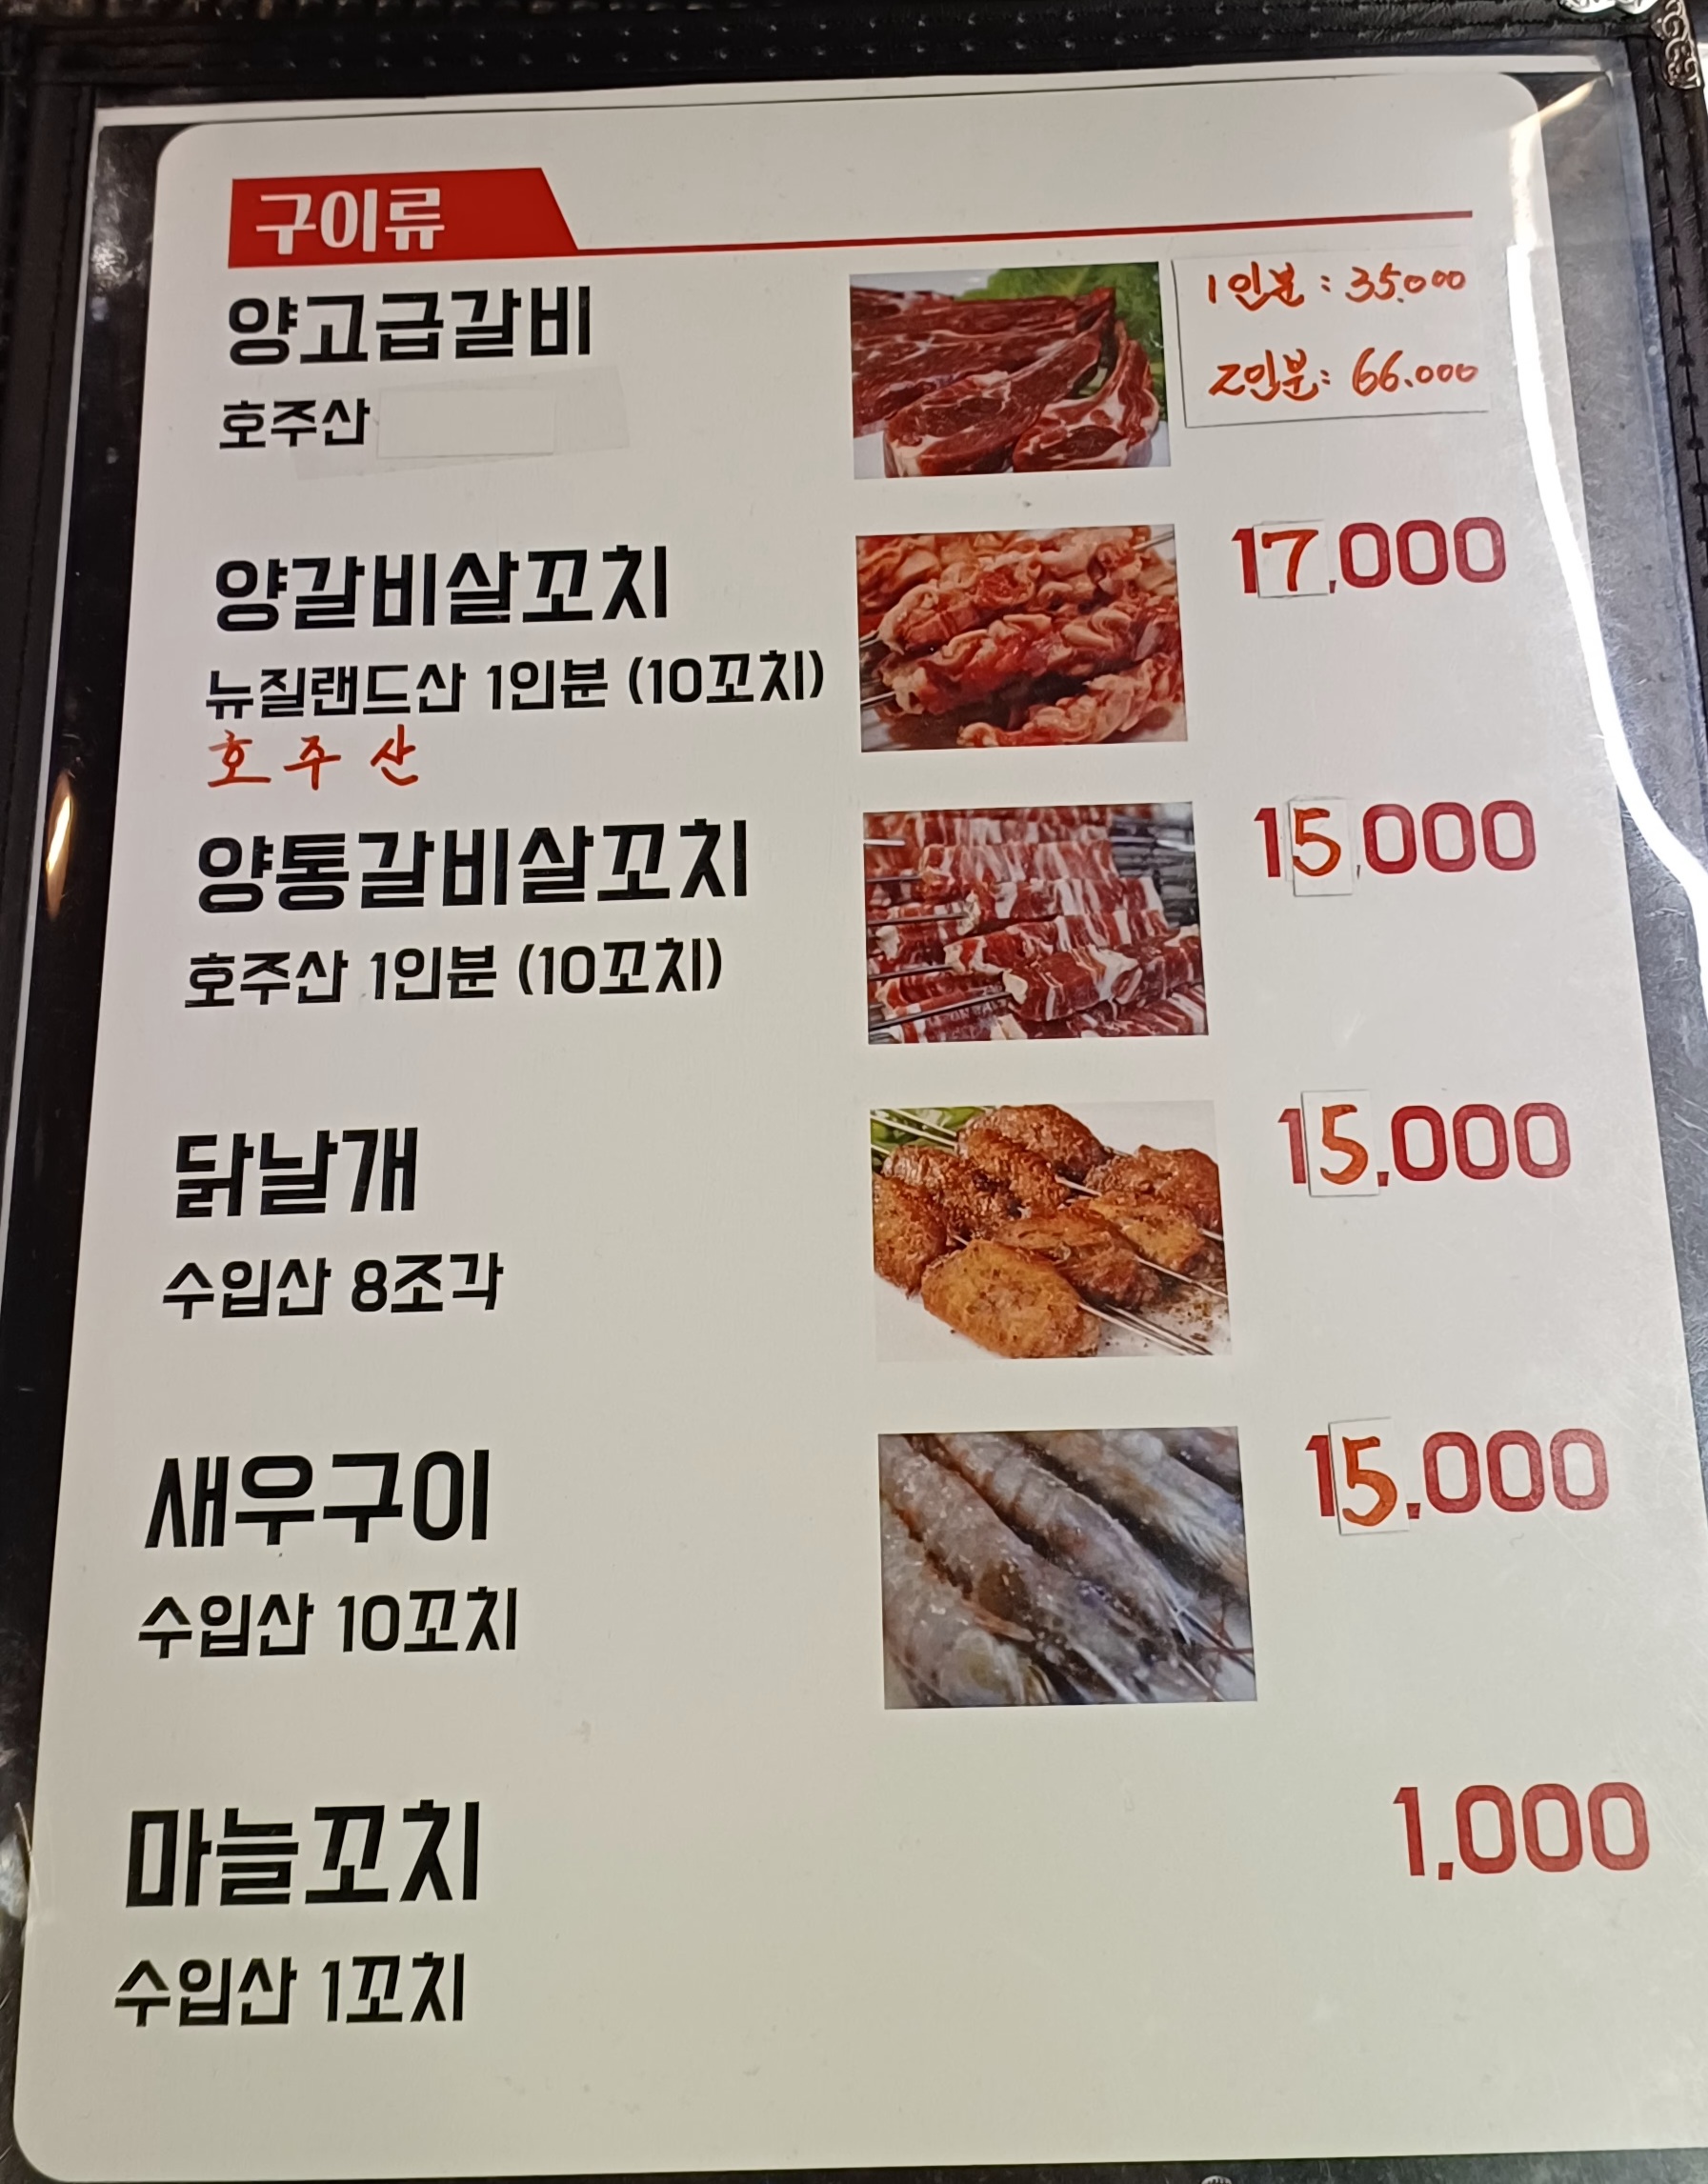 구이류
양고급갈비
1인분 : 35.000
호주산
2인분 : 66.000
양갈비살꼬치
17,000
뉴질랜드산 1인분 (10꼬치)
호주산
양통갈비살꼬치
15,000
호주산 1인분 (10꼬치)
닭날개
15,000
수입산 8조각
새우구이
15,000
수입산 10꼬치
마늘꼬치
1,000
수입산 1꼬치